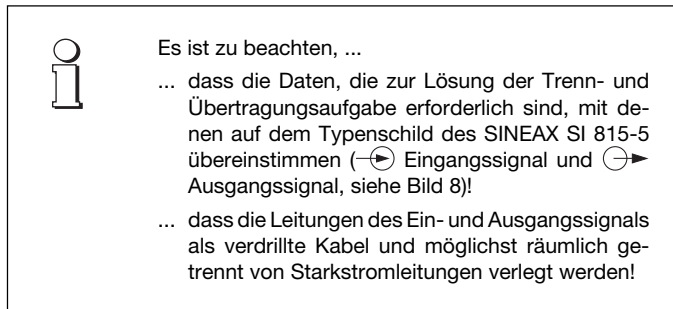 Es ist zu beachten, ...
... dass die Daten, die zur Lösung der Trenn- und
Übertragungsaufgabe erforderlich sind, mit de-
nen auf dem Typenschild des SINEAX SI 815-5
übereinstimmen ( Eingangssignal und
Ausgangssignal, siehe Bild 8)!
... dass die Leitungen des Ein- und Ausgangssignals
als verdrillte Kabel und möglichst räumlich ge-
trennt von Starkstromleitungen verlegt werden!